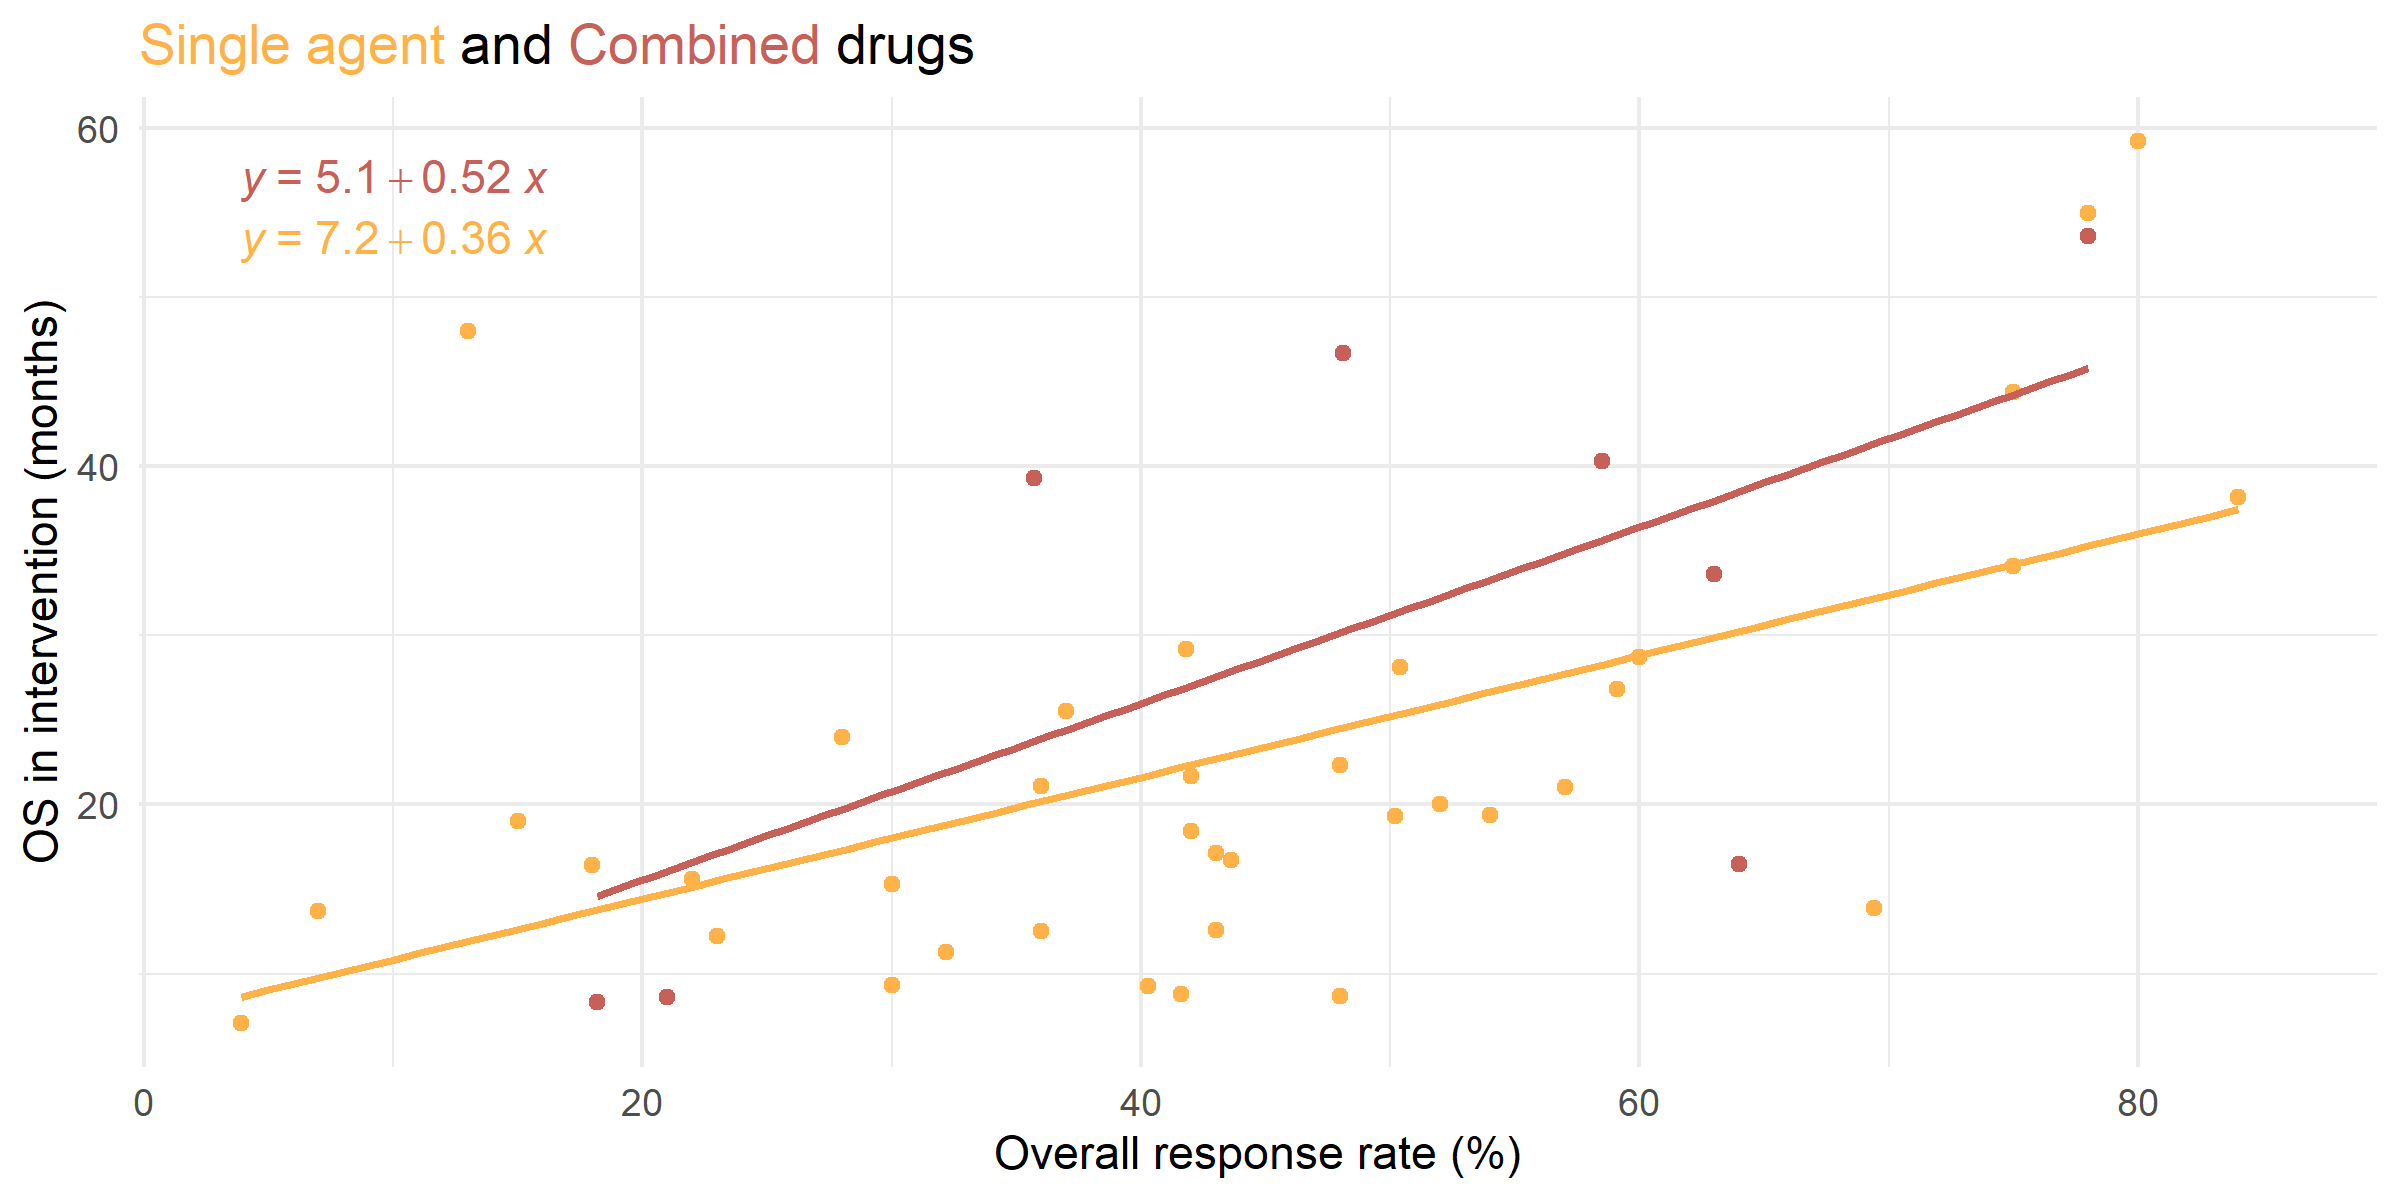 Single agent and Combined drugs
60
y = 5.1 + 0.52 x
y = 7.2 + 0.36 x
40
20
OS in intervention (months)
0 20 40 60 80
Overall response rate (%)